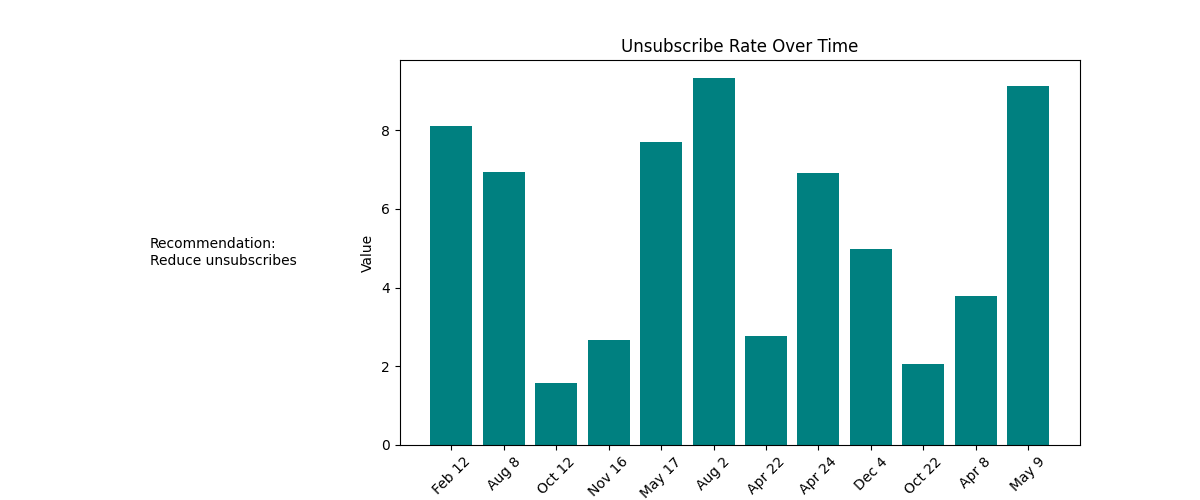 Unsubscribe Rate Over Time
Recommendation:
Reduce unsubscribes
Value
8
6
4
2
0
Feb 12
Aug 8
Oct 12
Nov 16
May 17
Aug 2
Apr 22
Apr 24
Dec 4
Oct 22
Apr 8
May 9